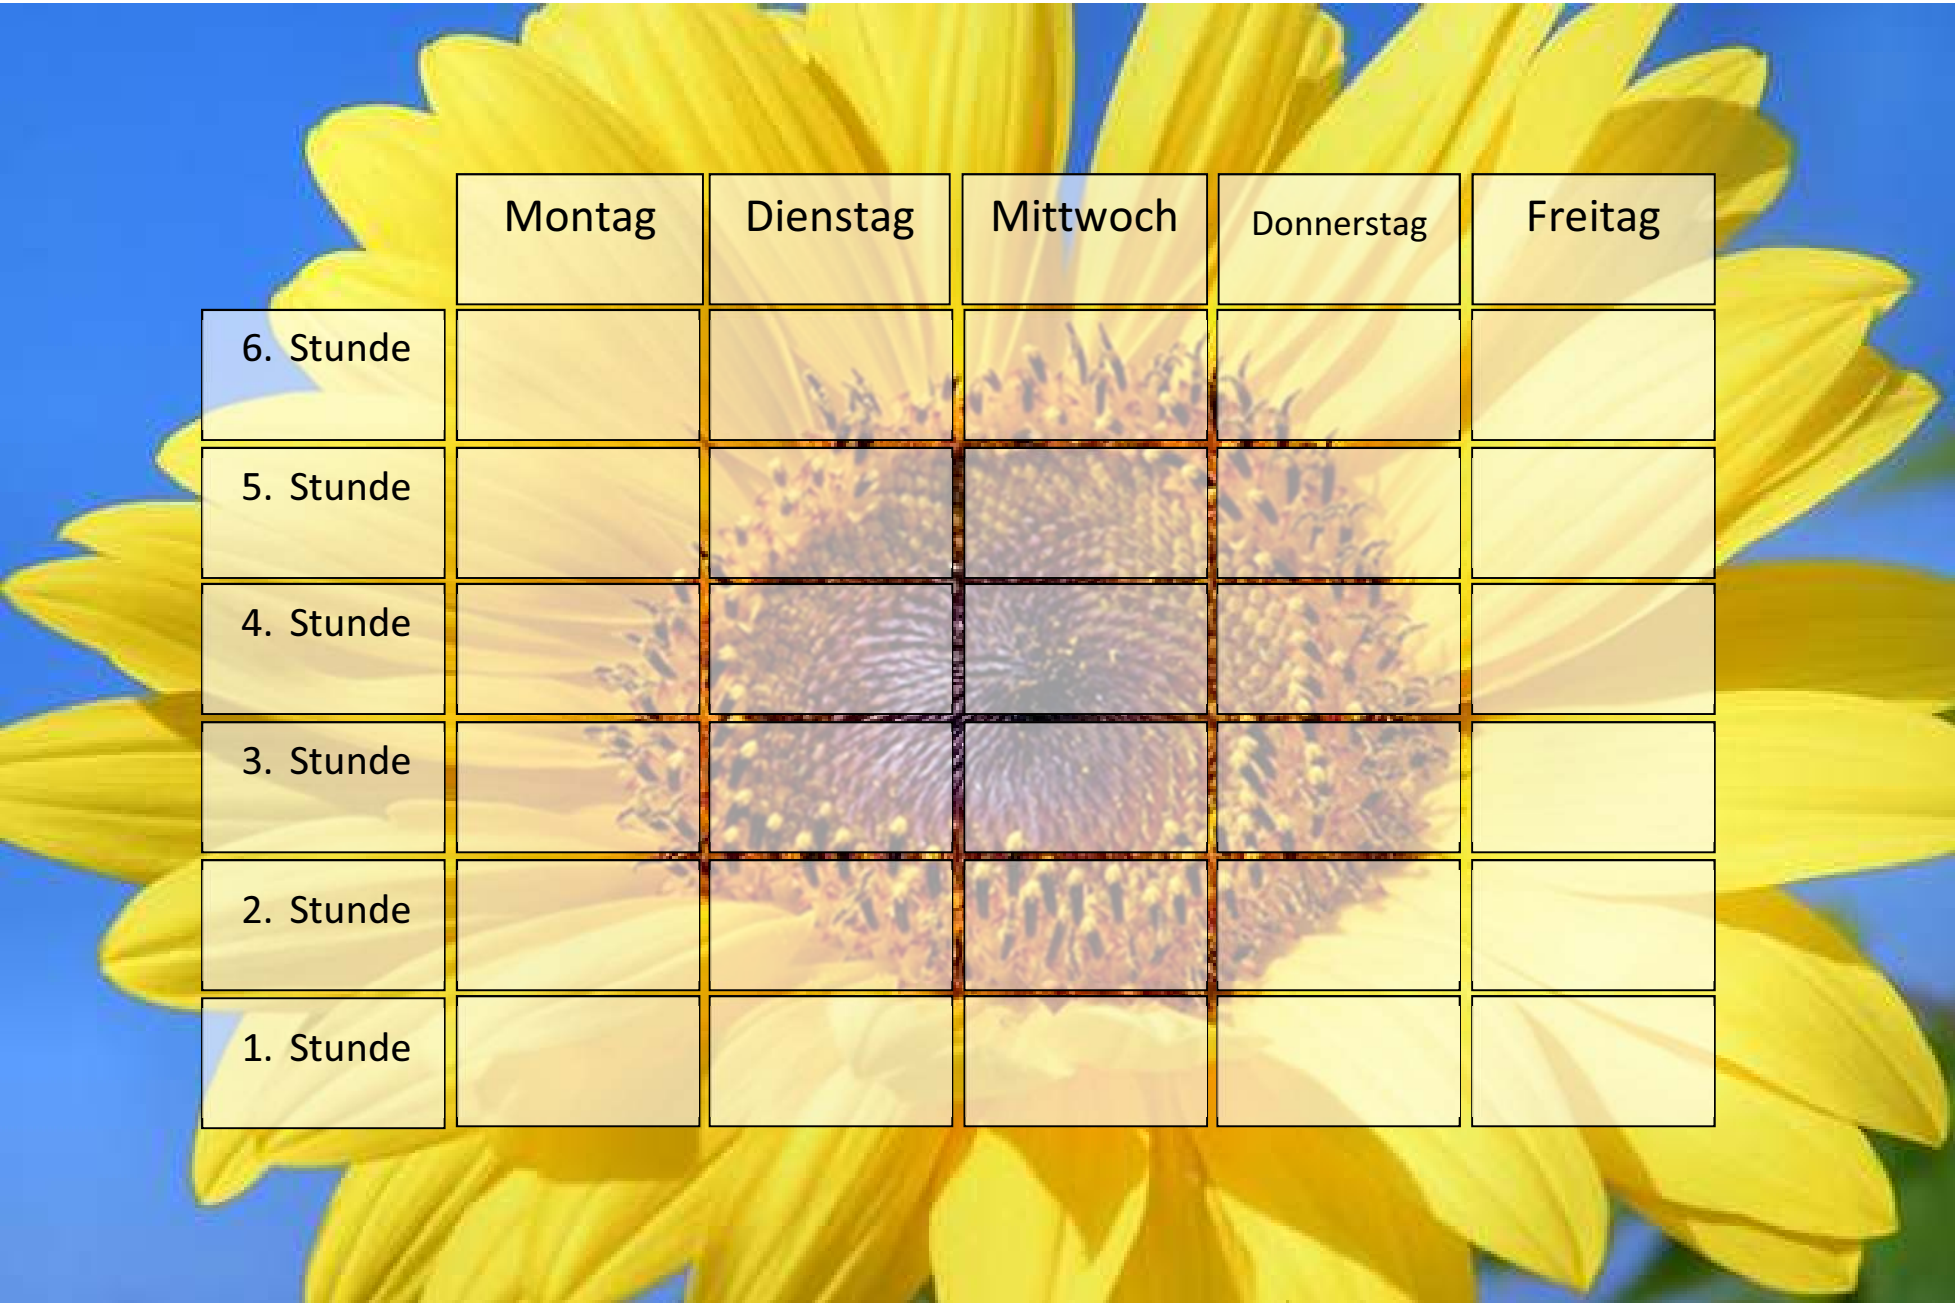 Montag Dienstag Mittwoch Donnerstag Freitag
6. Stunde
5. Stunde
4. Stunde
3. Stunde
2. Stunde
1. Stunde